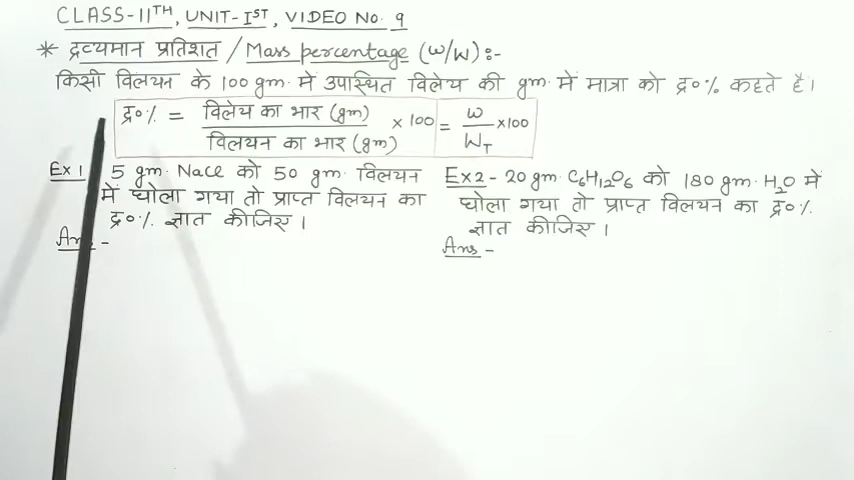 CLASS-11TH, UNIT-IST, VIDEO No. 9
* द्रव्यमान प्रतिशत / Mass percentage (w/w) :-
किसी विलयन के 100 gm. में उपस्थित विलेय की gm. में मात्रा को द्र०% कहते है।
द्र०% = विलेय का भार (gm) / विलयन का भार (gm) × 100 = w / WT × 100
Ex 1 5 gm. NaCl को 50 gm. विलयन
में घोला गया तो प्राप्त विलयन का
द्र०% ज्ञात कीजिए।
Ans -
Ex2 - 20 gm. C6H12O6 को 180 gm. H2O में
घोला गया तो प्राप्त विलयन का द्र०%
ज्ञात कीजिए।
Ans -